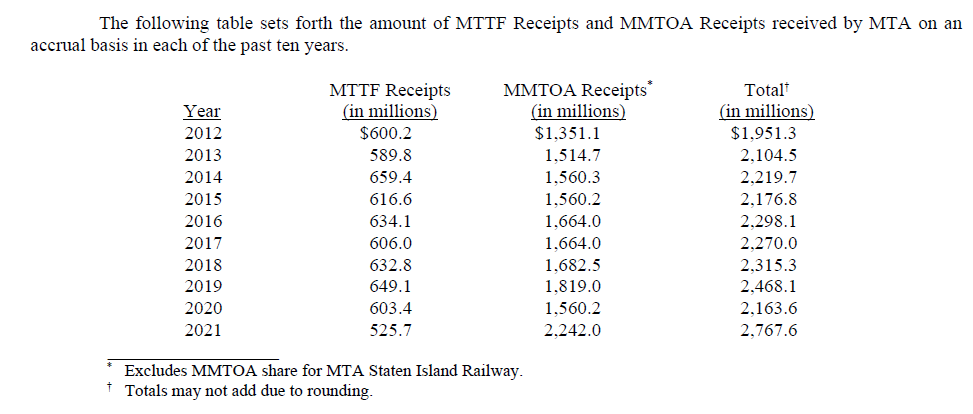 The following table sets forth the amount of MTTF Receipts and MMTOA Receipts received by MTA on an
accrual basis in each of the past ten years.
MTTF Receipts MMTOA Receipts* Total†
Year (in millions) (in millions) (in millions)
2012 $600.2 $1,351.1 $1,951.3
2013 589.8 1,514.7 2,104.5
2014 659.4 1,560.3 2,219.7
2015 616.6 1,560.2 2,176.8
2016 634.1 1,664.0 2,298.1
2017 606.0 1,664.0 2,270.0
2018 632.8 1,682.5 2,315.3
2019 649.1 1,819.0 2,468.1
2020 603.4 1,560.2 2,163.6
2021 525.7 2,242.0 2,767.6
* Excludes MMTOA share for MTA Staten Island Railway.
† Totals may not add due to rounding.